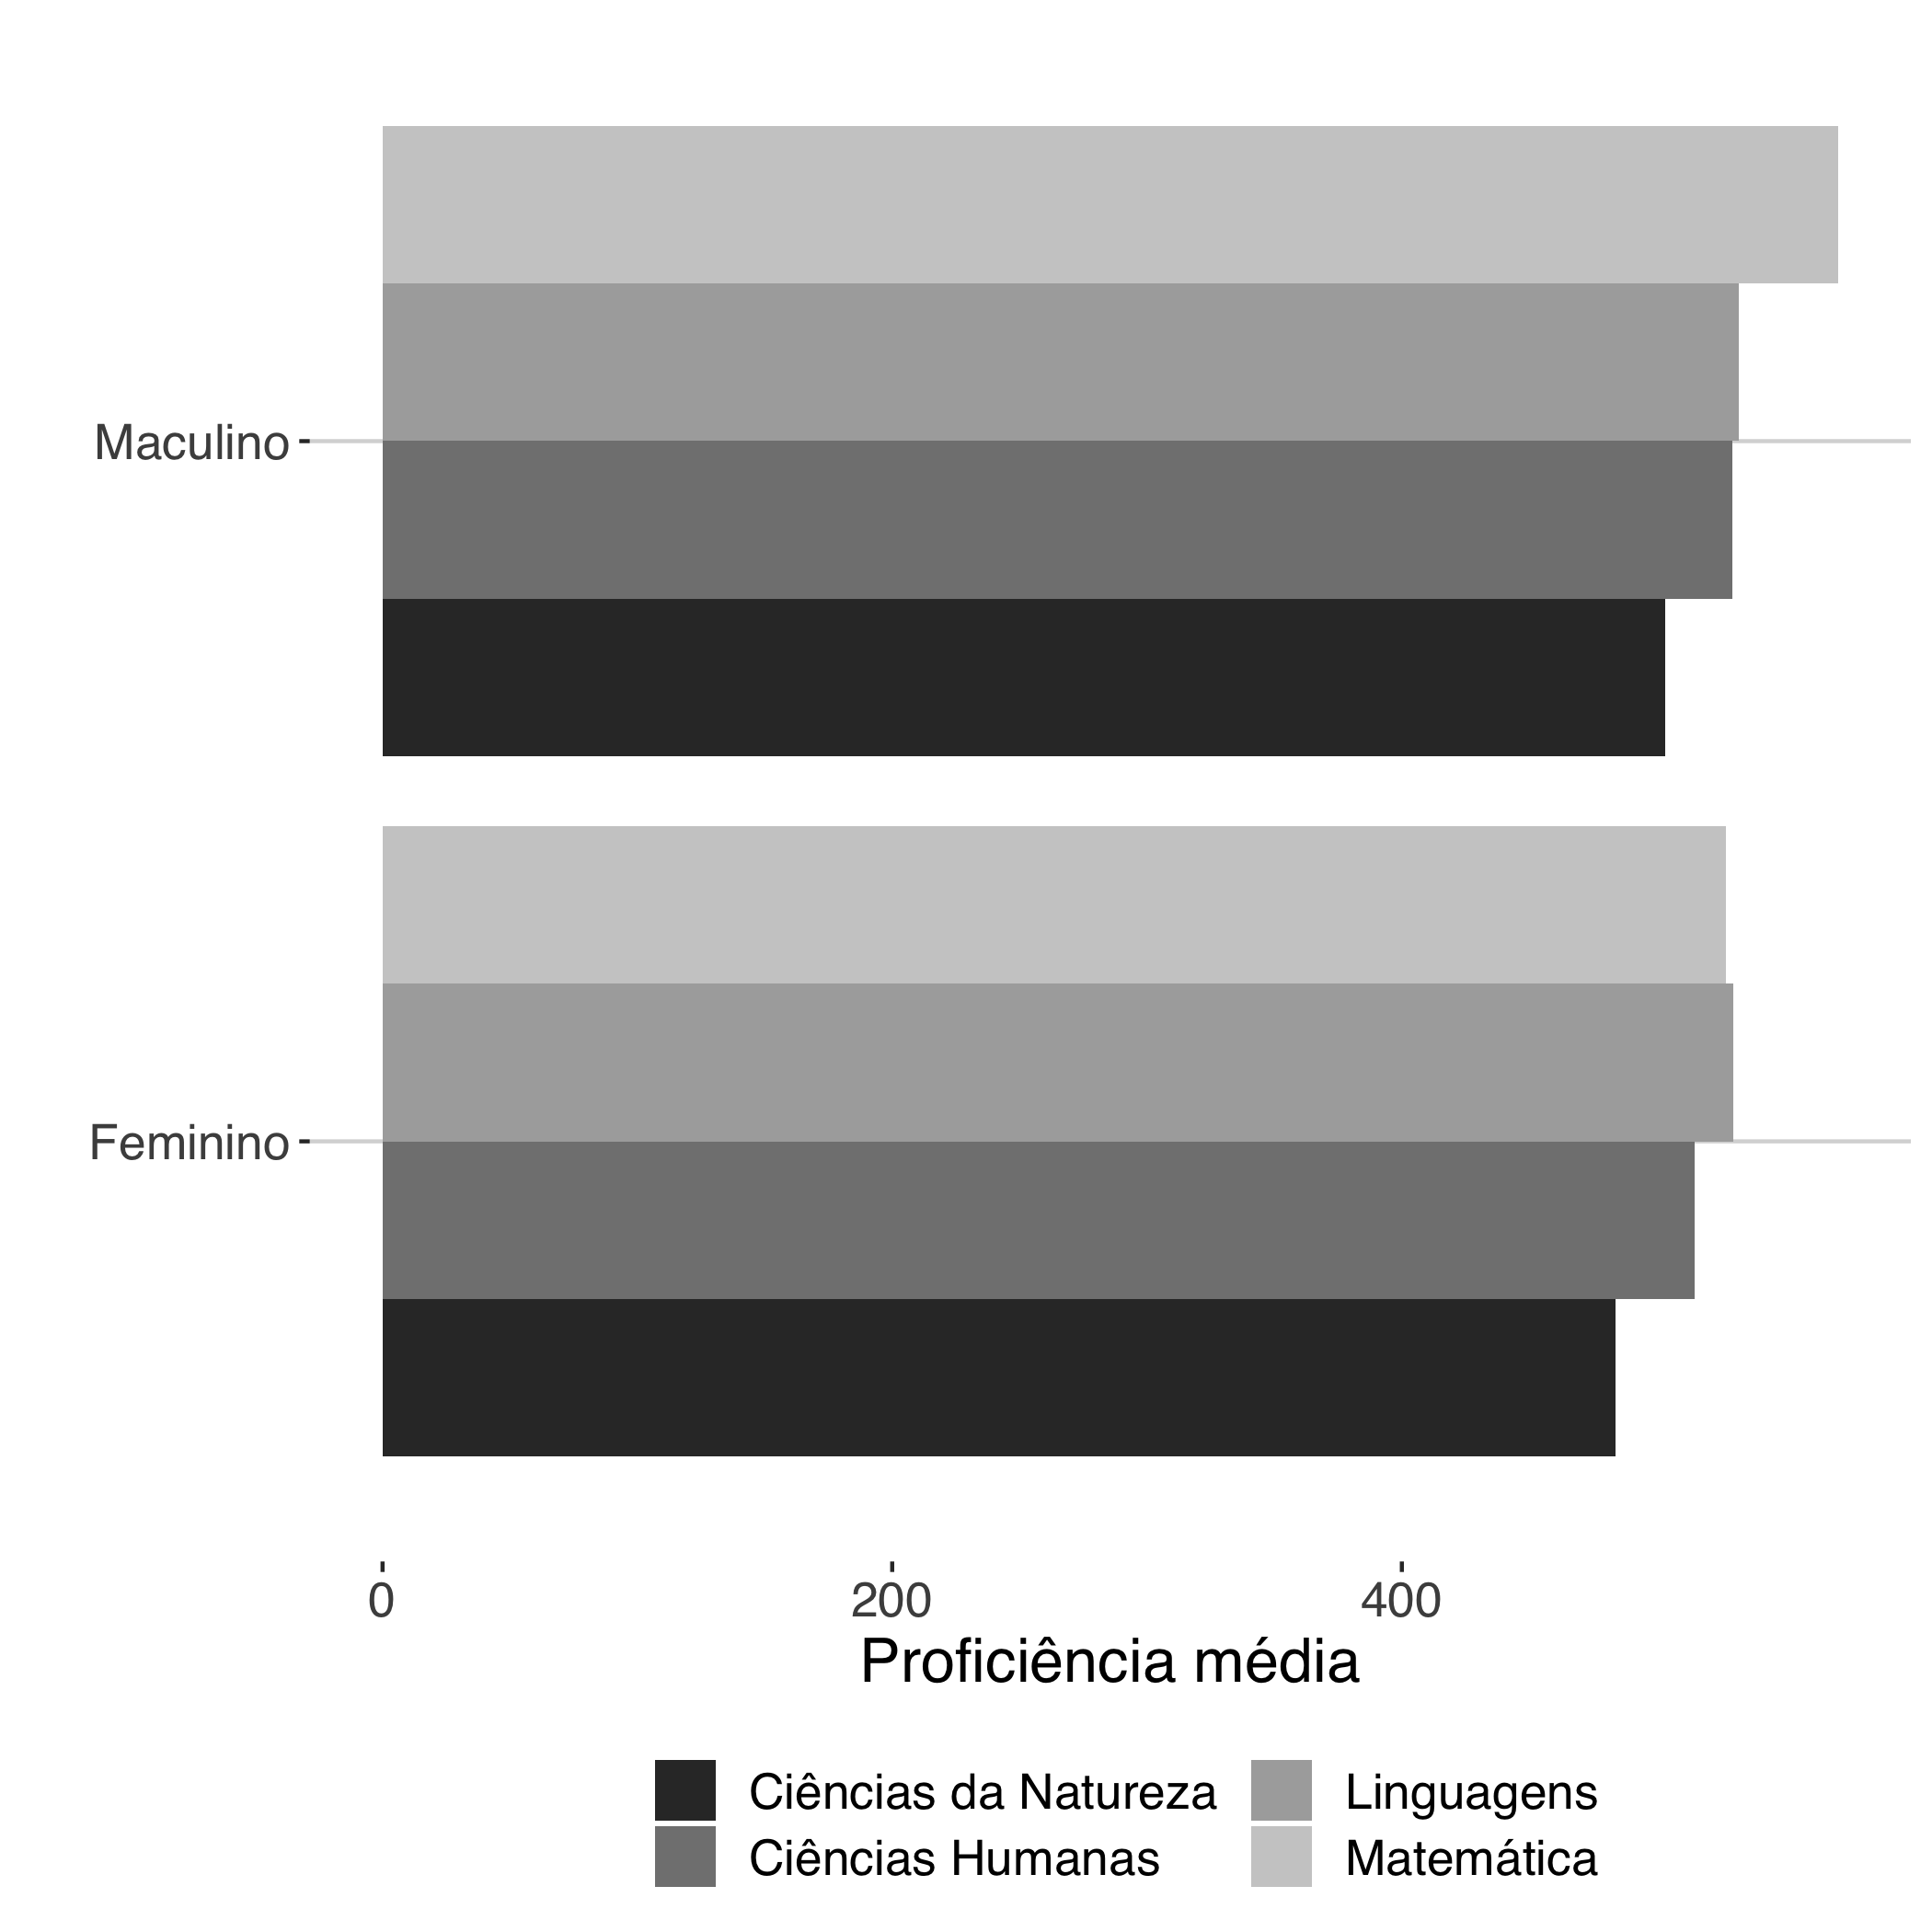 Maculino
Feminino
0 200 400
Proficiência média
Ciências da Natureza Linguagens
Ciências Humanas Matemática